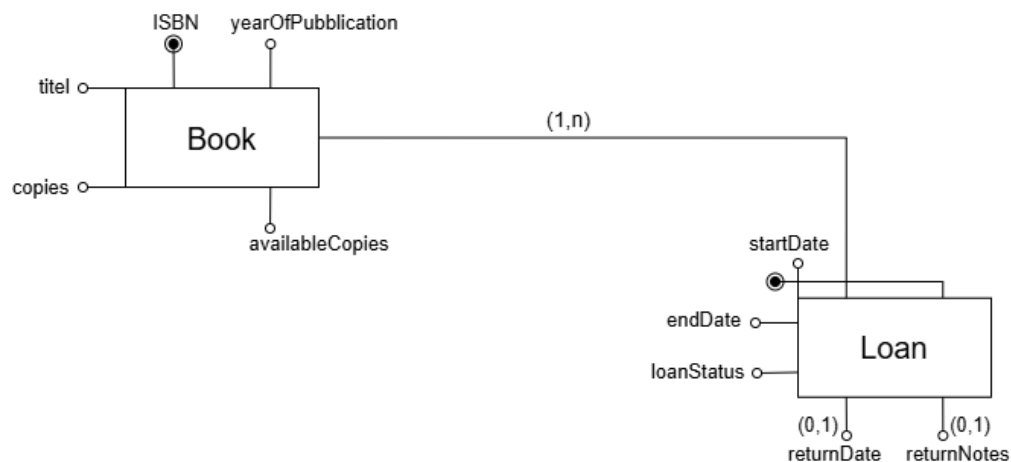 ISBN
yearOfPubblication
titel
Book
(1,n)
copies
availableCopies
startDate
endDate
Loan
loanStatus
(0,1)
(0,1)
returnDate
returnNotes